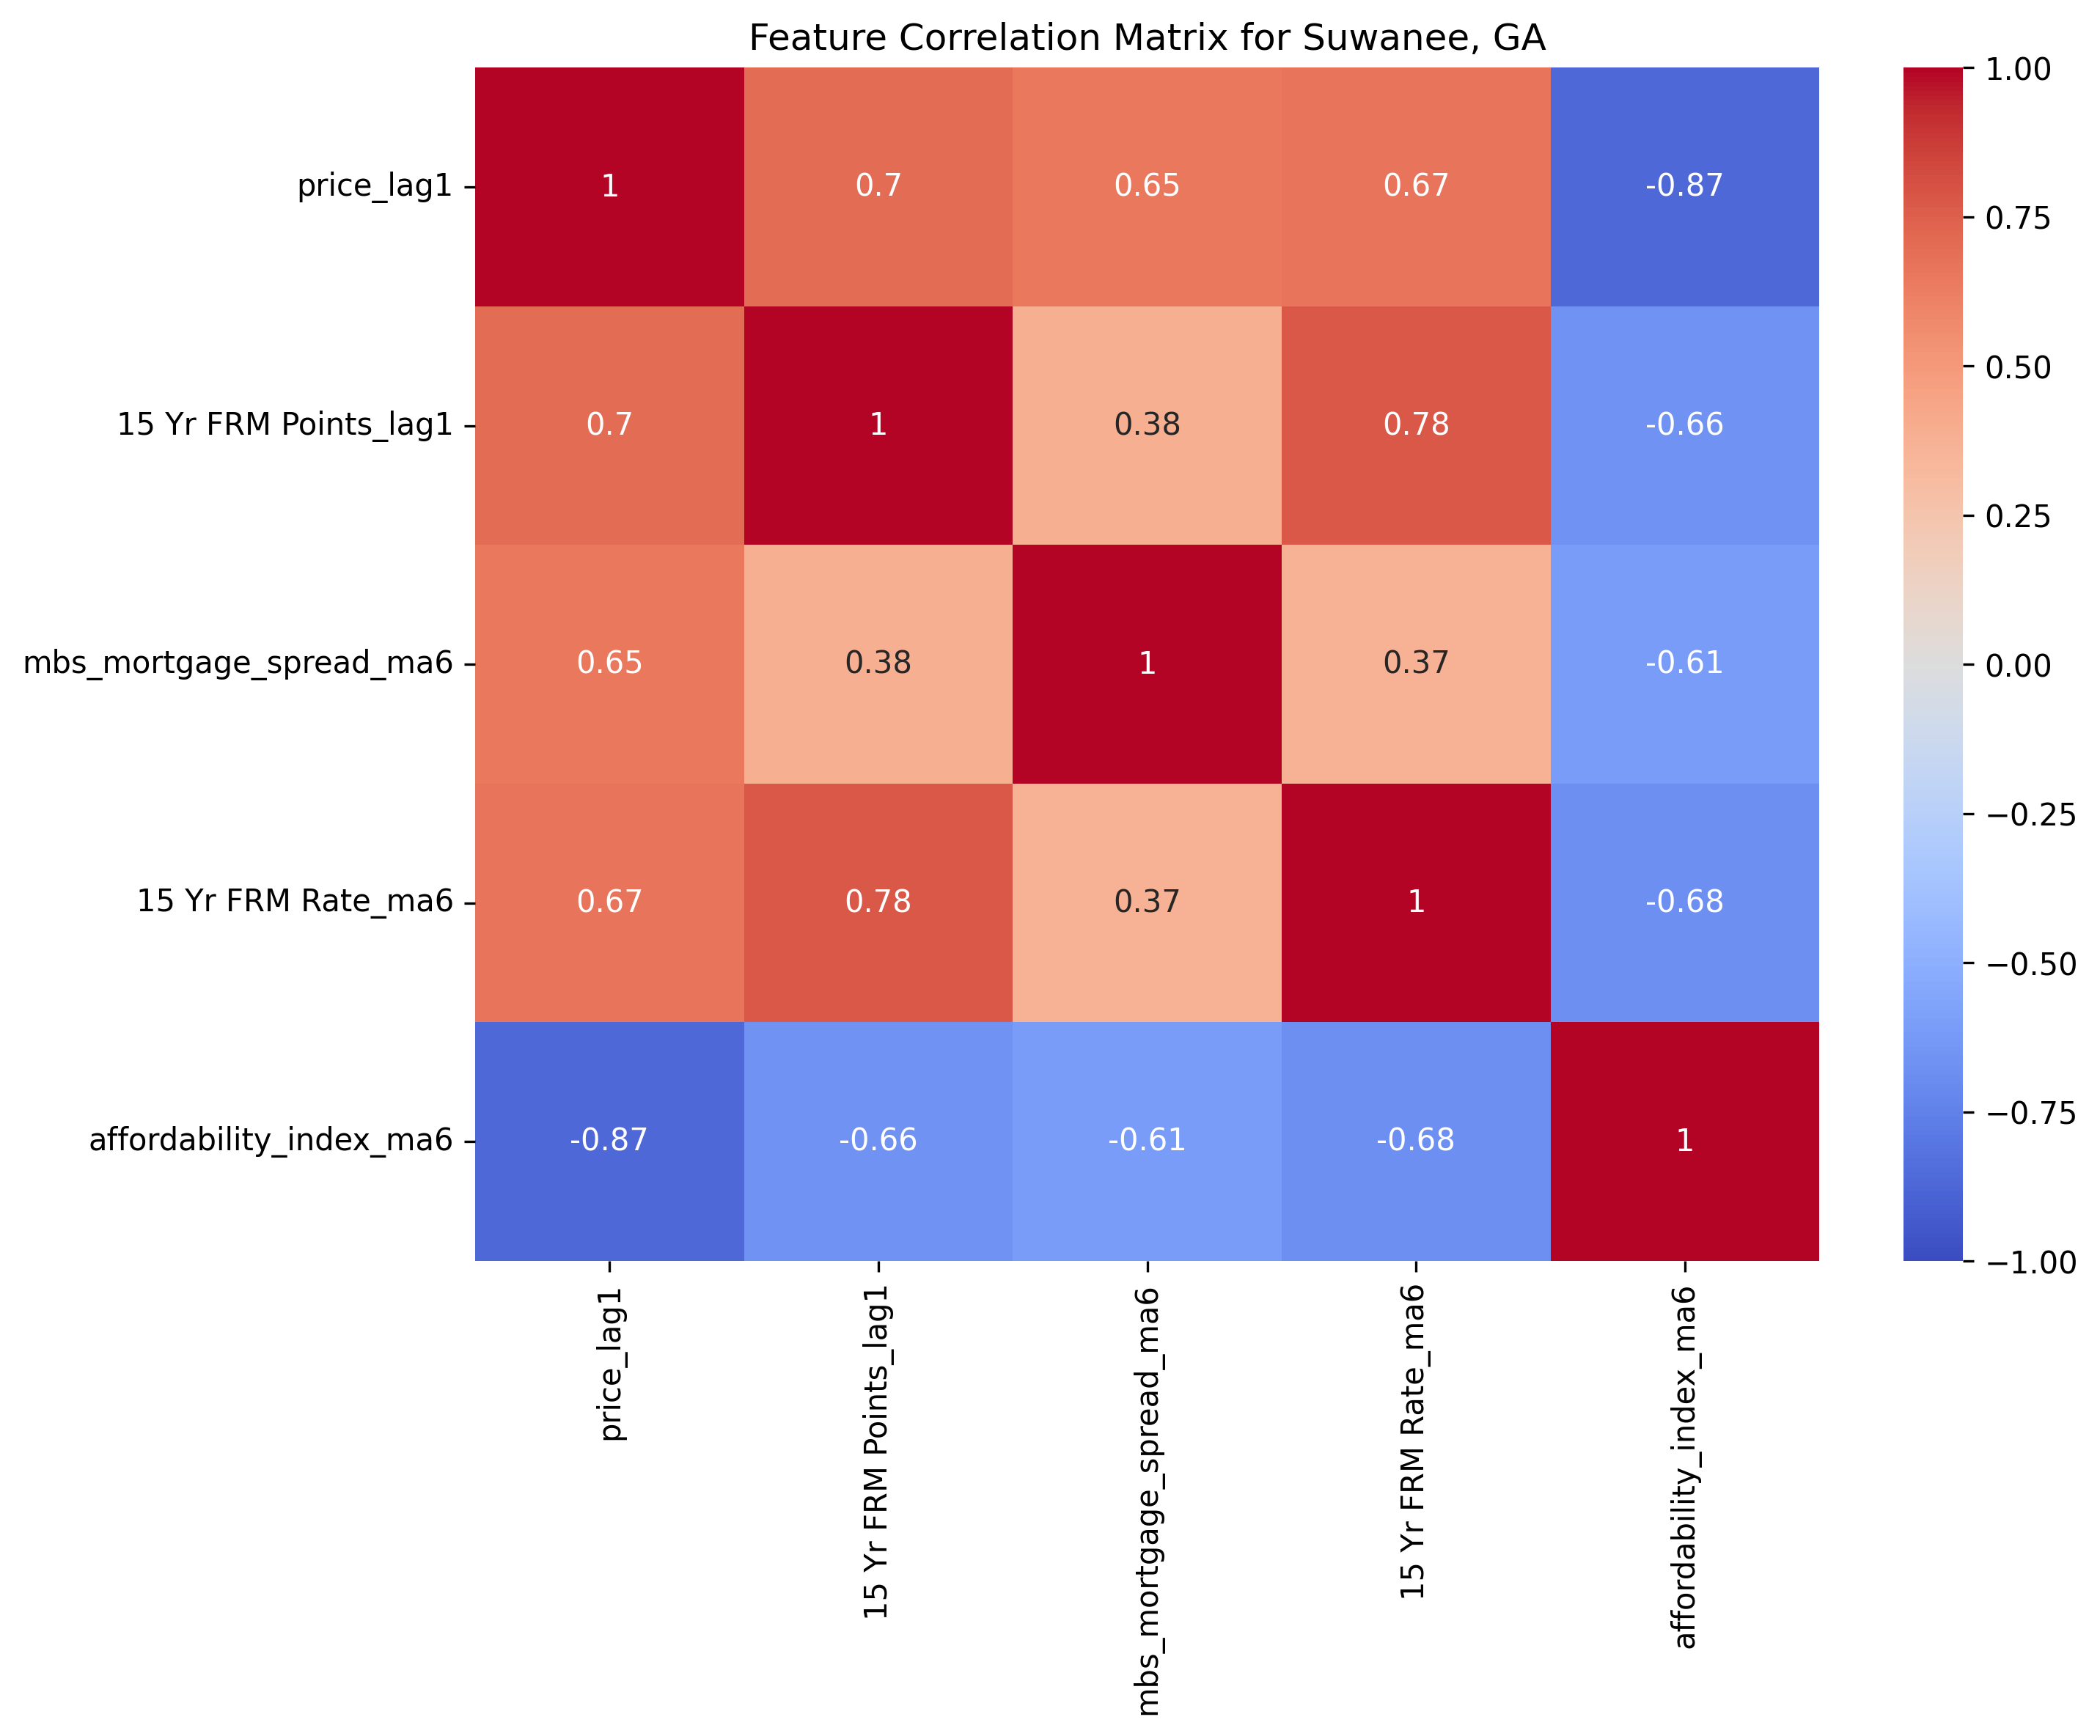 Feature Correlation Matrix for Suwanee, GA
price_lag1 1 0.7 0.65 0.67 -0.87
15 Yr FRM Points_lag1 0.7 1 0.38 0.78 -0.66
mbs_mortgage_spread_ma6 0.65 0.38 1 0.37 -0.61
15 Yr FRM Rate_ma6 0.67 0.78 0.37 1 -0.68
affordability_index_ma6 -0.87 -0.66 -0.61 -0.68 1
price_lag1
15 Yr FRM Points_lag1
mbs_mortgage_spread_ma6
15 Yr FRM Rate_ma6
affordability_index_ma6
1.00
0.75
0.50
0.25
0.00
−0.25
−0.50
−0.75
−1.00